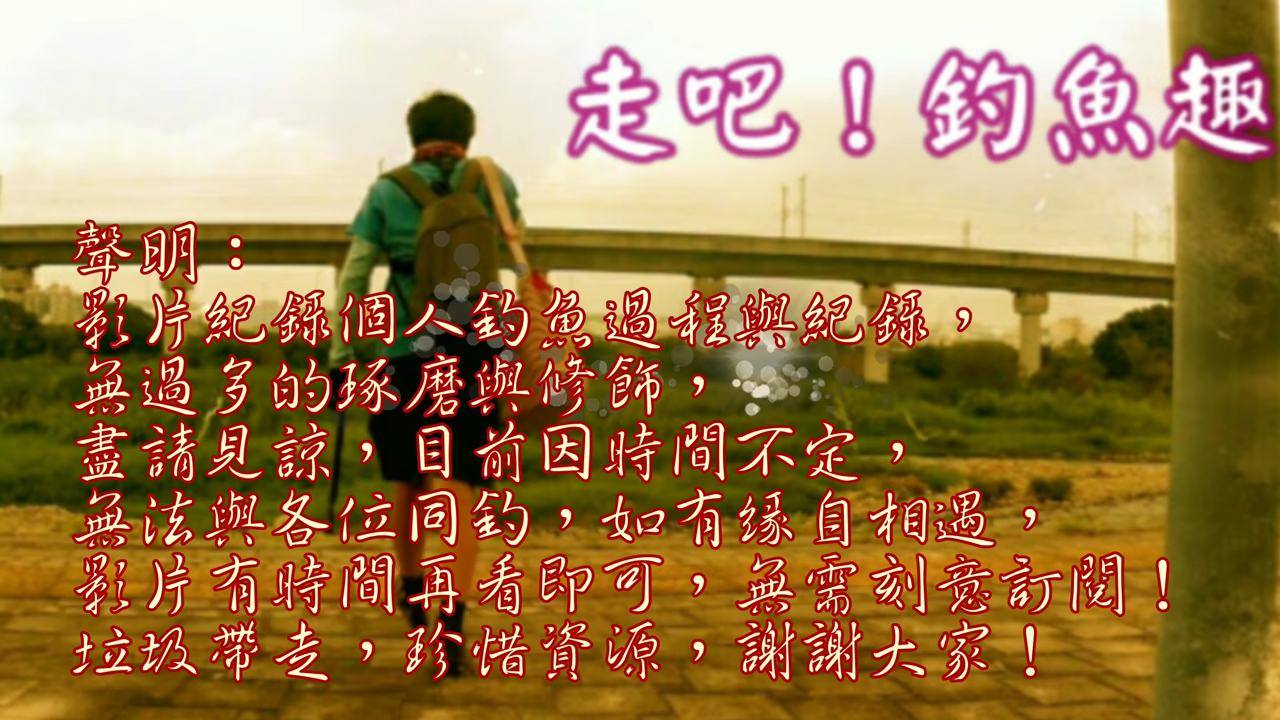 走吧！釣魚趣
聲明：
影片紀錄個人釣魚過程與紀錄，
無過多的琢磨與修飾，
盡請見諒，目前因時間不定，
無法與各位同釣，如有緣自相遇，
影片有時間再看即可，無需刻意訂閱！
垃圾帶走，珍惜資源，謝謝大家！